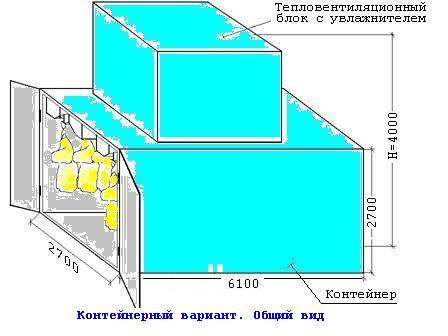 Тепловентиляционный
блок с увлажнителем
H=4000
2700
2700
6100
Контейнер
Контейнерный вариант. Общий вид